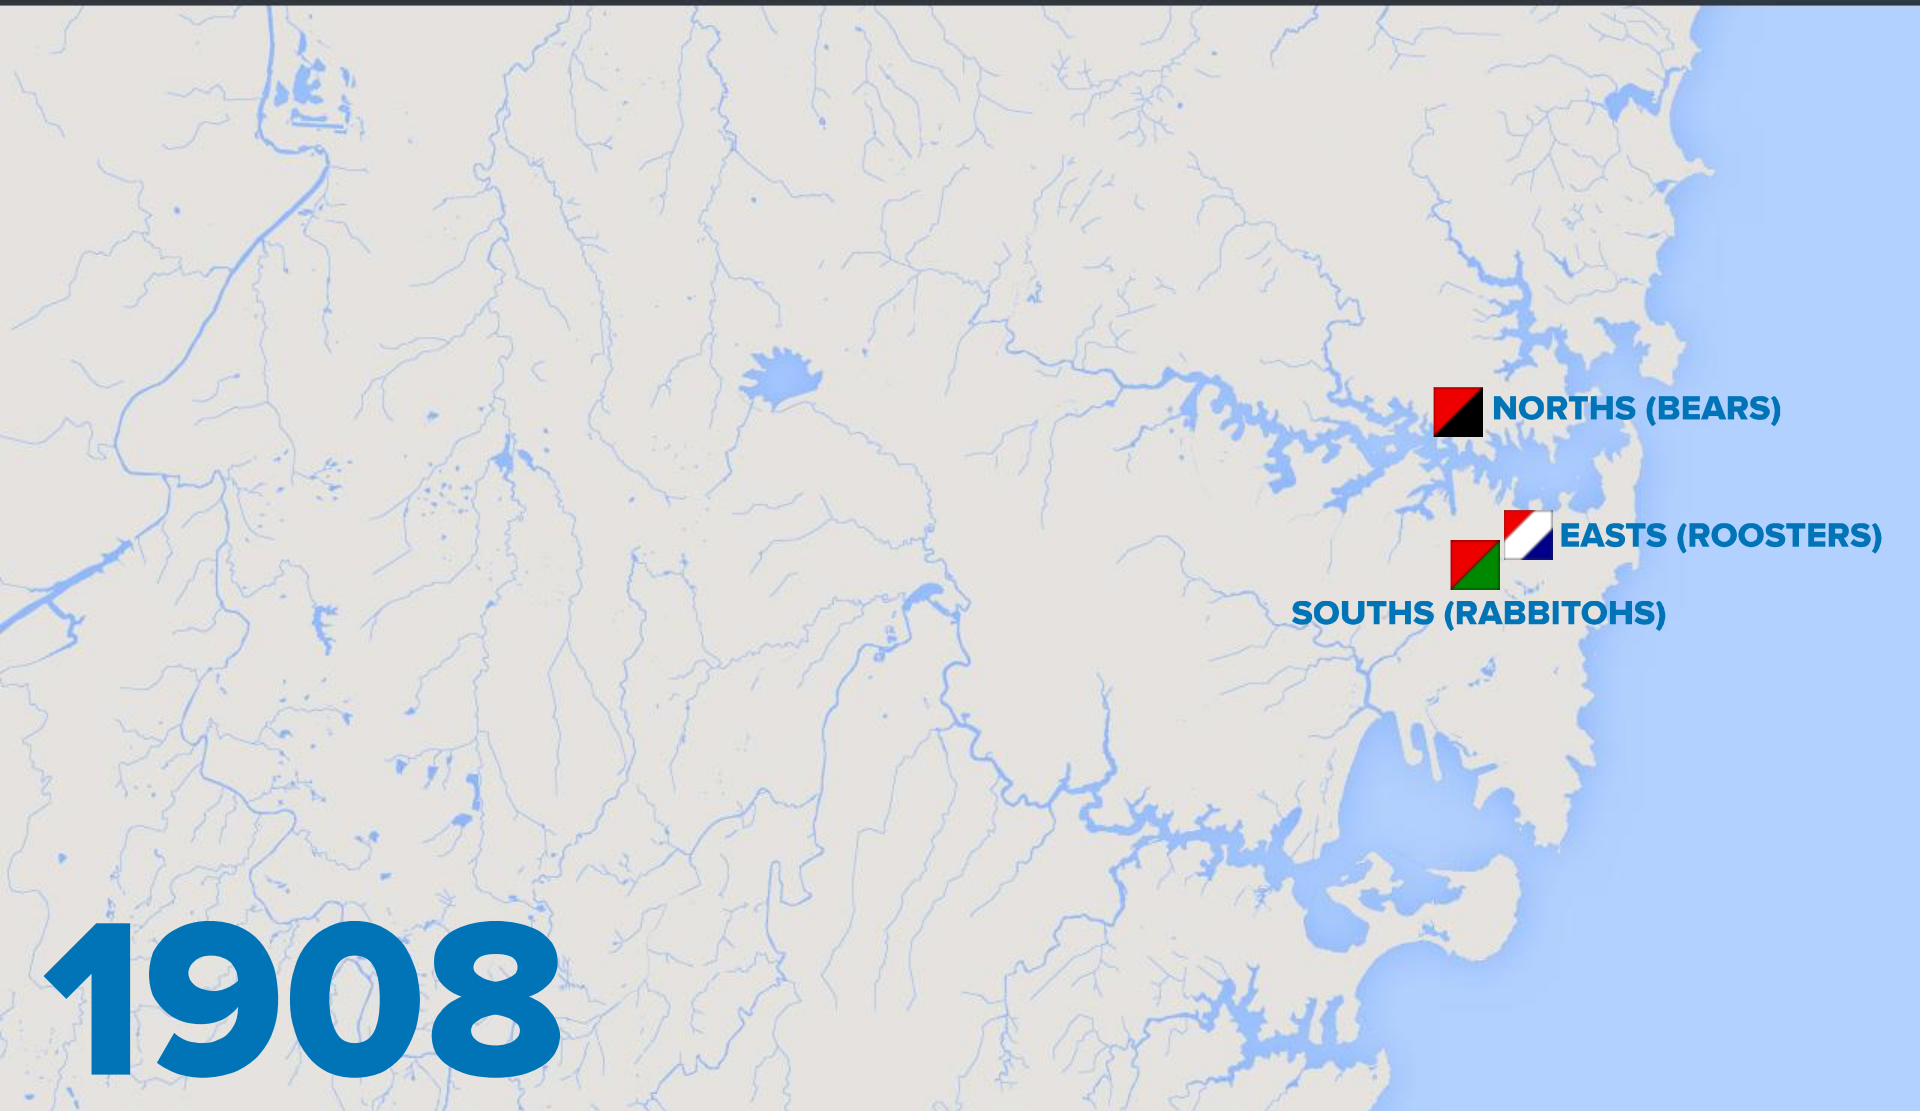 NORTHS (BEARS)
EASTS (ROOSTERS)
SOUTHS (RABBITOHS)
1908